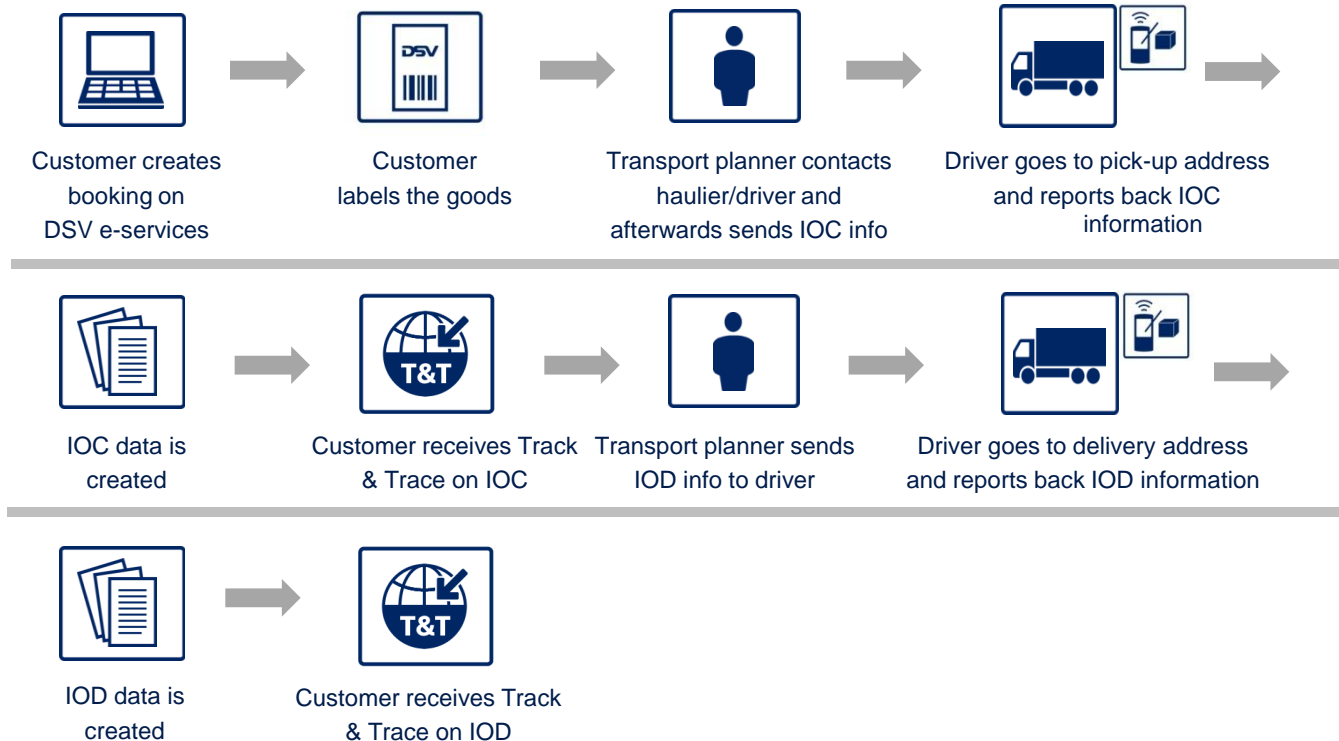 DSV
Customer creates
booking on
DSV e-services
Customer
labels the goods
Transport planner contacts
haulier/driver and
afterwards sends IOC info
Driver goes to pick-up address
and reports back IOC
information
T&T
IOC data is
created
Customer receives Track
& Trace on IOC
Transport planner sends
IOD info to driver
Driver goes to delivery address
and reports back IOD information
T&T
IOD data is
created
Customer receives Track
& Trace on IOD